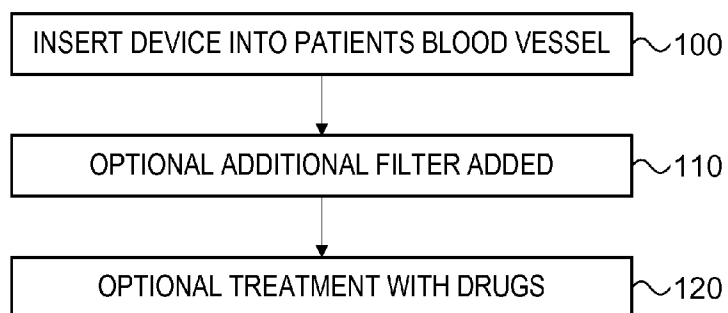 INSERT DEVICE INTO PATIENTS BLOOD VESSEL 100
OPTIONAL ADDITIONAL FILTER ADDED 110
OPTIONAL TREATMENT WITH DRUGS 120